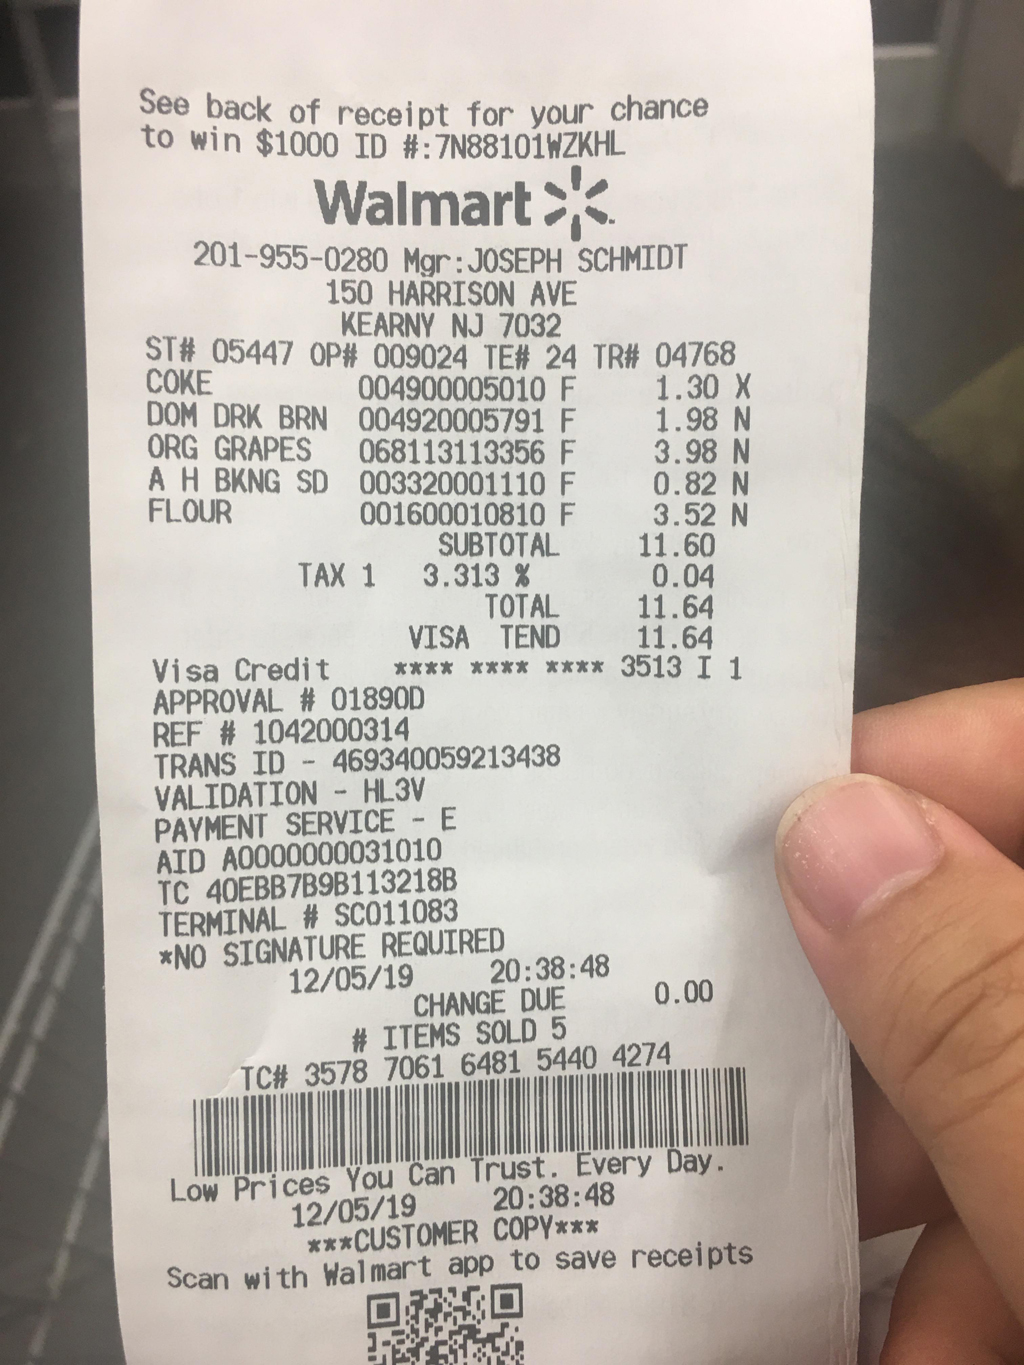 See back of receipt for your chance
to win $1000 ID #:7N88101WZKHL
Walmart
201-955-0280 Mgr:JOSEPH SCHMIDT
150 HARRISON AVE
KEARNY NJ 7032
ST# 05447 OP# 009024 TE# 24 TR# 04768
COKE 004900005010 F 1.30 X
DOM DRK BRN 004920005791 F 1.98 N
ORG GRAPES 068113113356 F 3.98 N
A H BKNG SD 003320001110 F 0.82 N
FLOUR 001600010810 F 3.52 N
SUBTOTAL 11.60
TAX 1 3.313 % 0.04
TOTAL 11.64
VISA TEND 11.64
Visa Credit **** **** **** 3513 I 1
APPROVAL # 01890D
REF # 1042000314
TRANS ID - 469340059213438
VALIDATION - HL3V
PAYMENT SERVICE - E
AID A0000000031010
TC 40EBB7B9B113218B
TERMINAL # SC011083
*NO SIGNATURE REQUIRED
12/05/19 20:38:48
CHANGE DUE 0.00
# ITEMS SOLD 5
TC# 3578 7061 6481 5440 4274
Low Prices You Can Trust. Every Day.
12/05/19 20:38:48
***CUSTOMER COPY***
Scan with Walmart app to save receipts